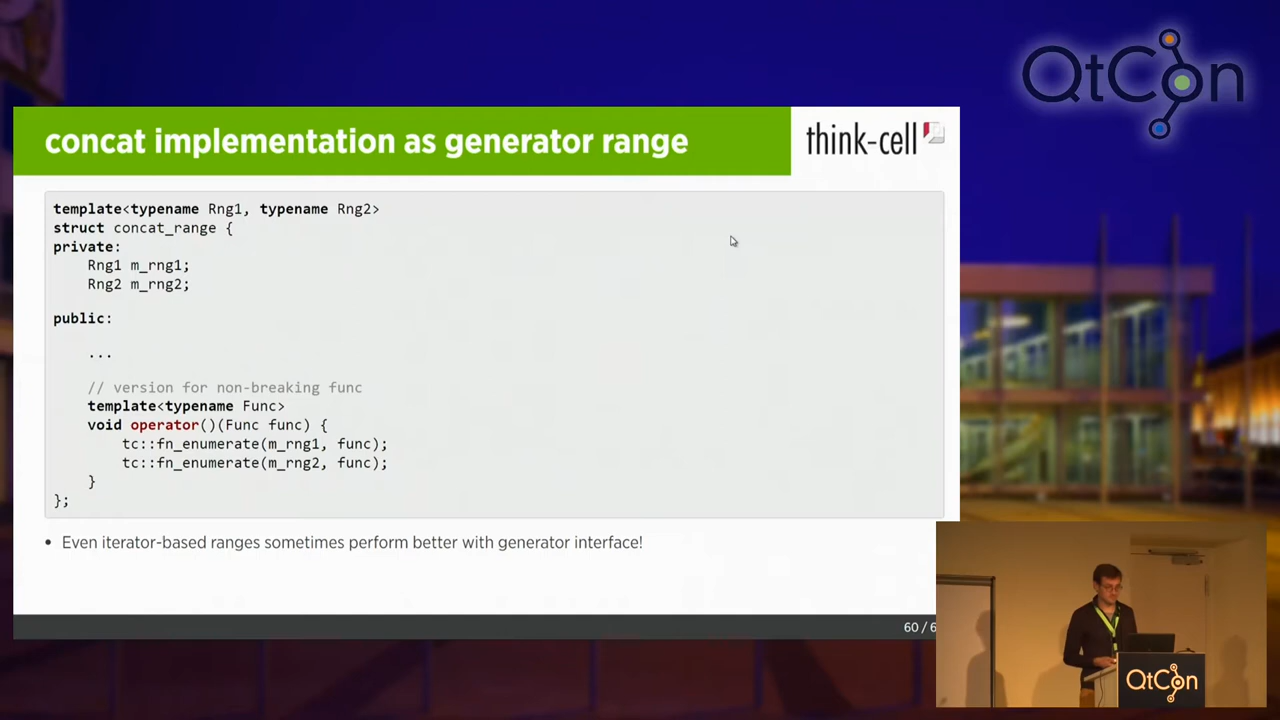 QtCon
concat implementation as generator range
think-cell
template<typename Rng1, typename Rng2>
struct concat_range {
private:
    Rng1 m_rng1;
    Rng2 m_rng2;
public:
    ...
    // version for non-breaking func
    template<typename Func>
    void operator()(Func func) {
        tc::fn_enumerate(m_rng1, func);
        tc::fn_enumerate(m_rng2, func);
    }
};
• Even iterator-based ranges sometimes perform better with generator interface!
60 / 6
QtCon